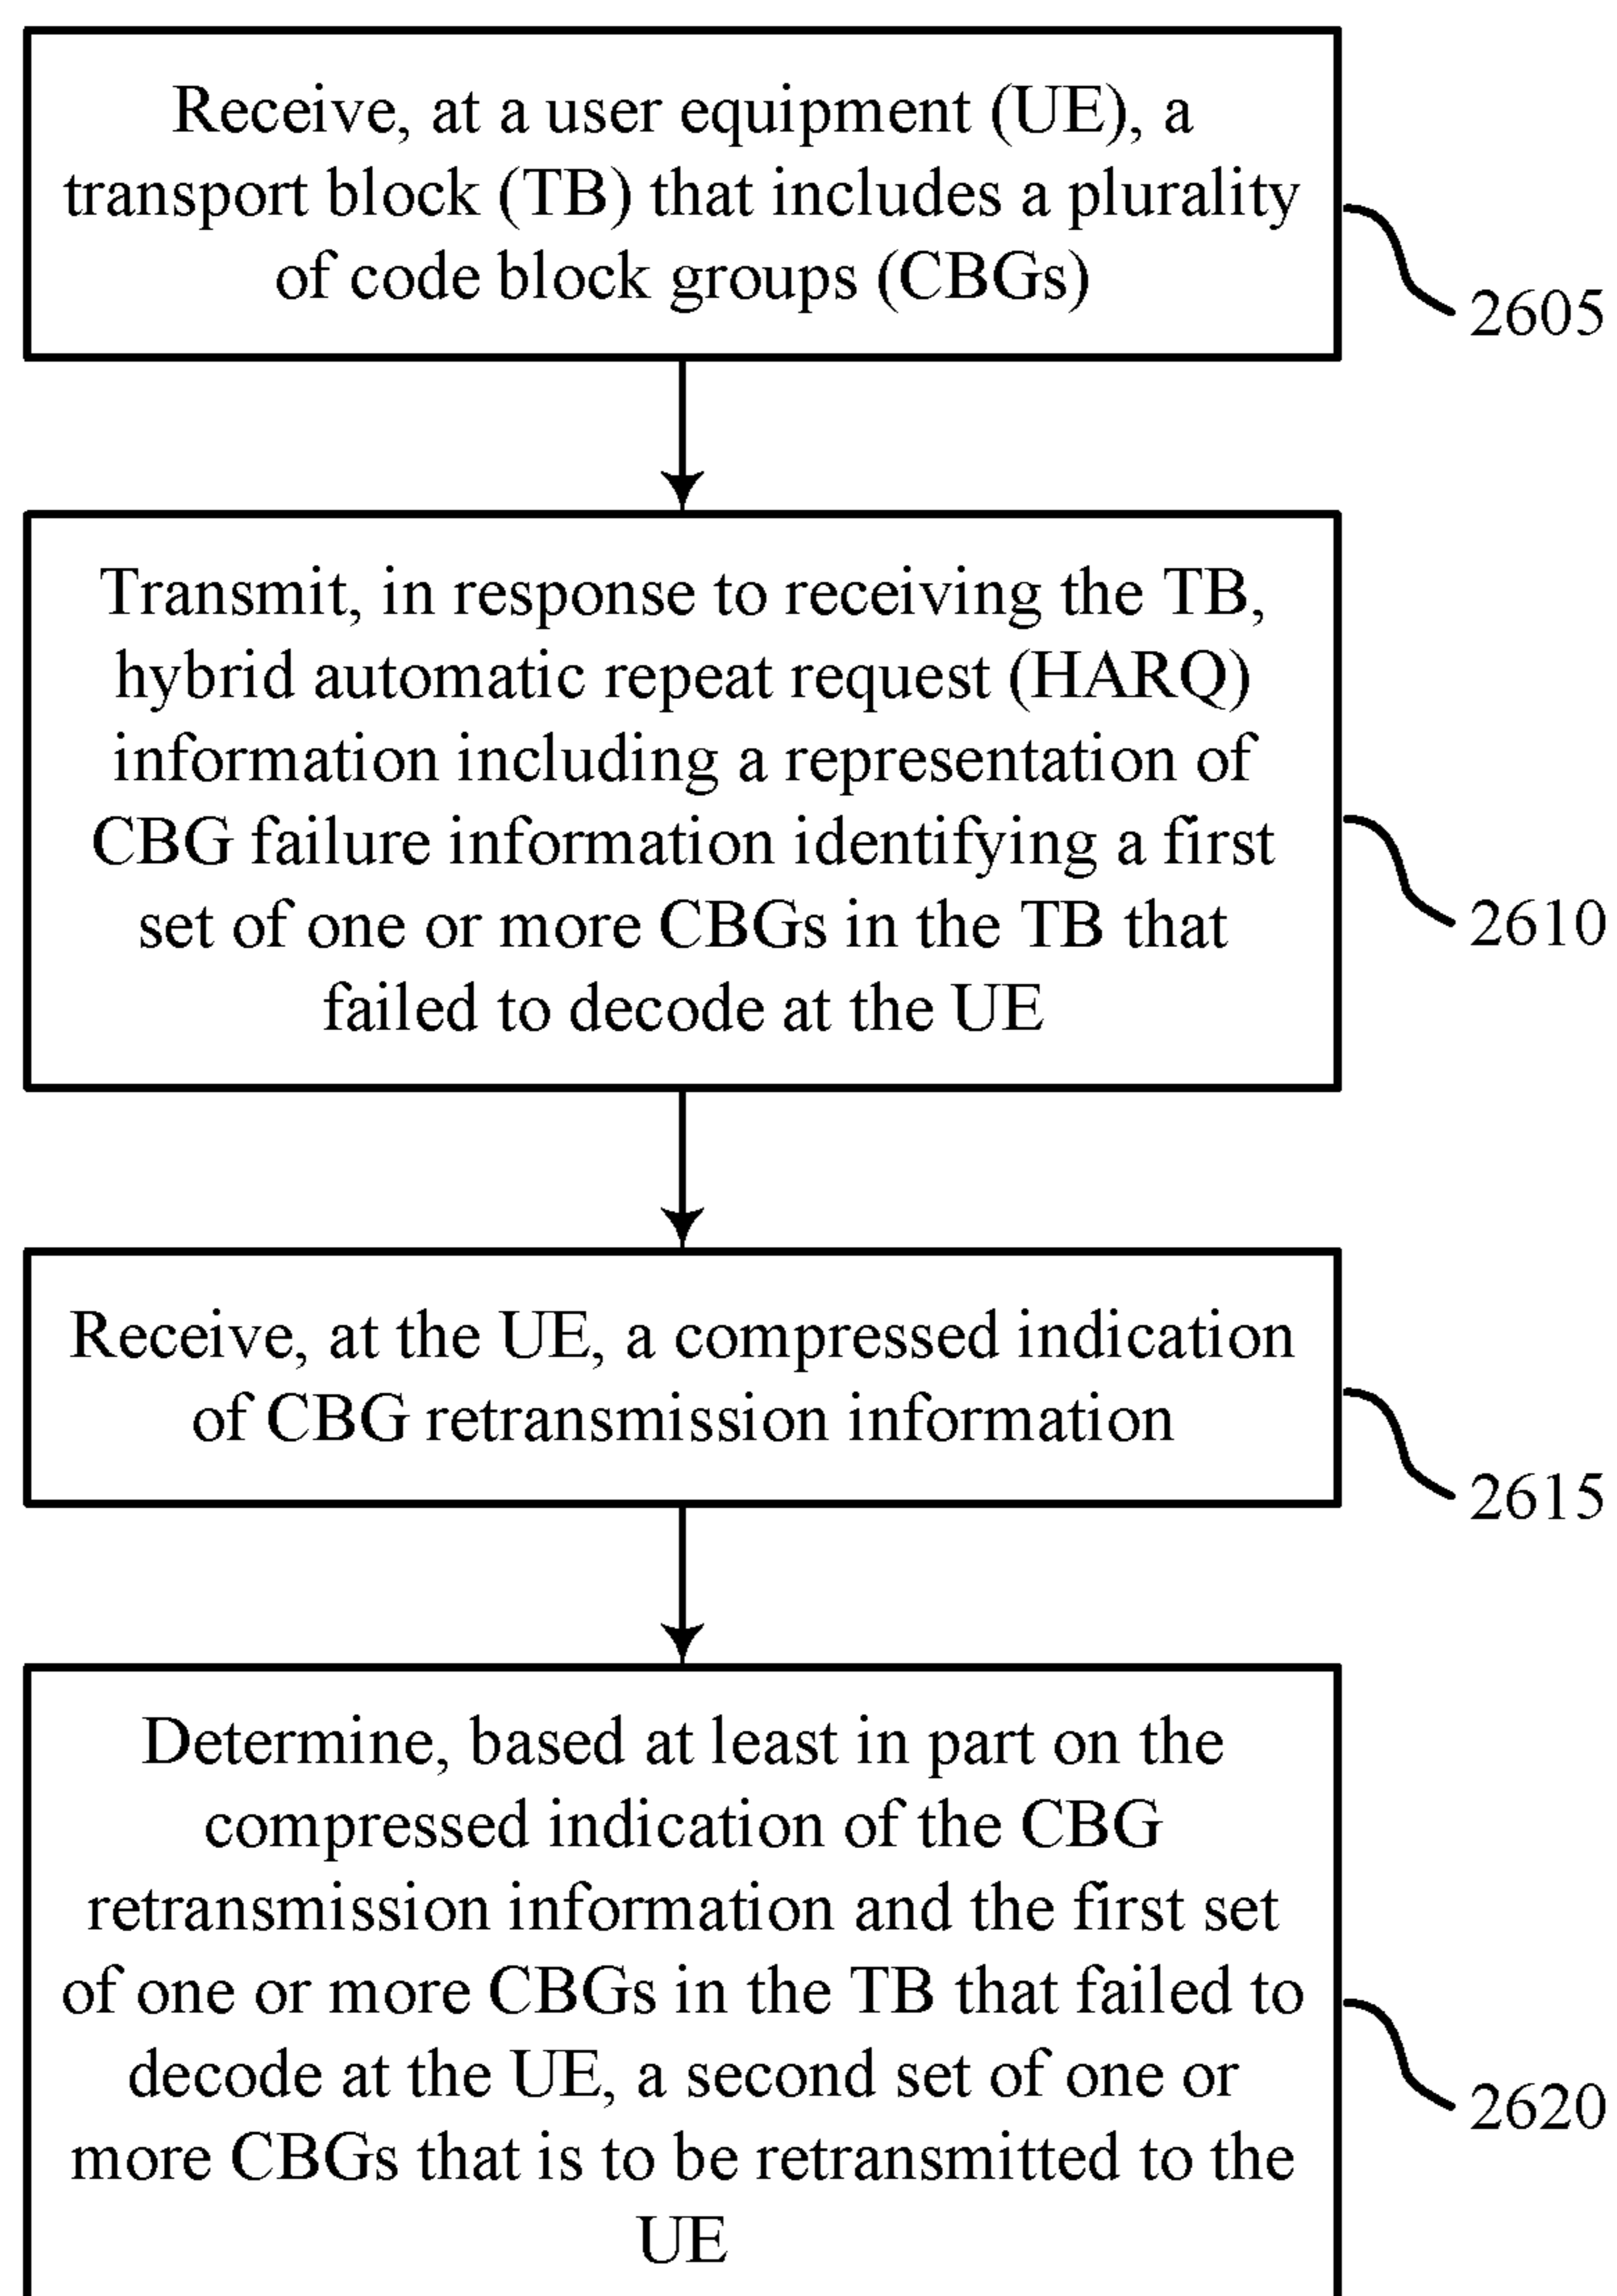 Receive, at a user equipment (UE), a
transport block (TB) that includes a plurality
of code block groups (CBGs)
2605
Transmit, in response to receiving the TB,
hybrid automatic repeat request (HARQ)
information including a representation of
CBG failure information identifying a first
set of one or more CBGs in the TB that
failed to decode at the UE
2610
Receive, at the UE, a compressed indication
of CBG retransmission information
2615
Determine, based at least in part on the
compressed indication of the CBG
retransmission information and the first set
of one or more CBGs in the TB that failed to
decode at the UE, a second set of one or
more CBGs that is to be retransmitted to the
UE
2620